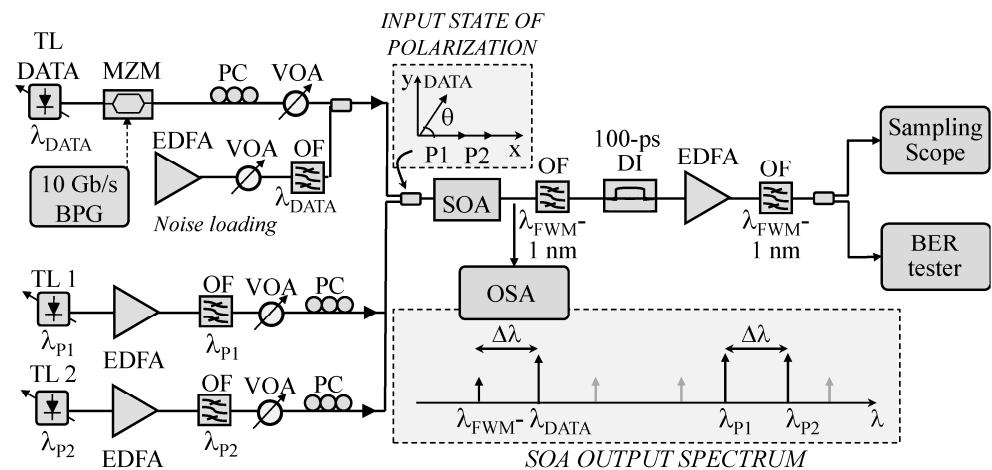 INPUT STATE OF
POLARIZATION
TL
DATA
MZM
PC
VOA
λDATA
y
DATA
θ
P1
P2
x
EDFA
VOA
OF
λDATA
10 Gb/s
BPG
Noise loading
SOA
OF
λFWM-
1 nm
100-ps
DI
EDFA
OF
λFWM-
1 nm
Sampling
Scope
BER
tester
OSA
TL 1
λP1
EDFA
OF
λP1
VOA
PC
TL 2
λP2
EDFA
OF
λP2
VOA
PC
Δλ
Δλ
λFWM-
λDATA
λP1
λP2
λ
SOA OUTPUT SPECTRUM